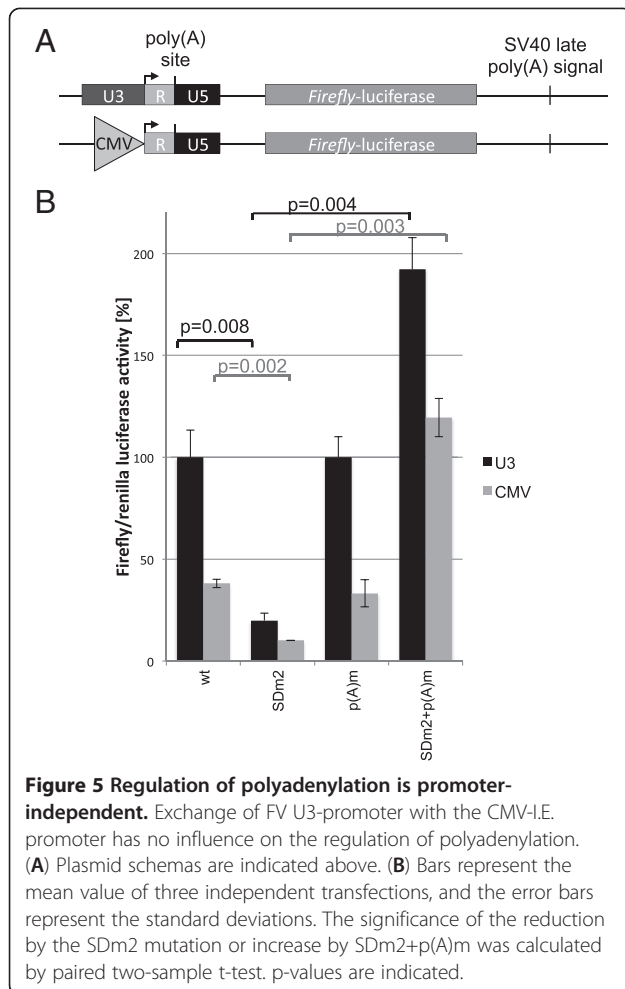 A
poly(A)
site
SV40 late
poly(A) signal
U3
R
U5
Firefly-luciferase
CMV
R
U5
Firefly-luciferase
B
p=0.004
p=0.003
p=0.008
p=0.002
Firefly/renilla luciferase activity [%]
200
150
100
50
0
U3
CMV
wt
SDm2
p(A)m
SDm2+p(A)m
Figure 5 Regulation of polyadenylation is promoter-
independent. Exchange of FV U3-promoter with the CMV-I.E.
promoter has no influence on the regulation of polyadenylation.
(A) Plasmid schemas are indicated above. (B) Bars represent the
mean value of three independent transfections, and the error bars
represent the standard deviations. The significance of the reduction
by the SDm2 mutation or increase by SDm2+p(A)m was calculated
by paired two-sample t-test. p-values are indicated.